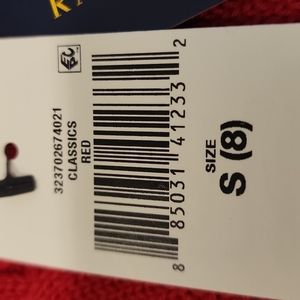 323702674021
CLASSICS
RED
8 85031 41233 2
SIZE
S (8)